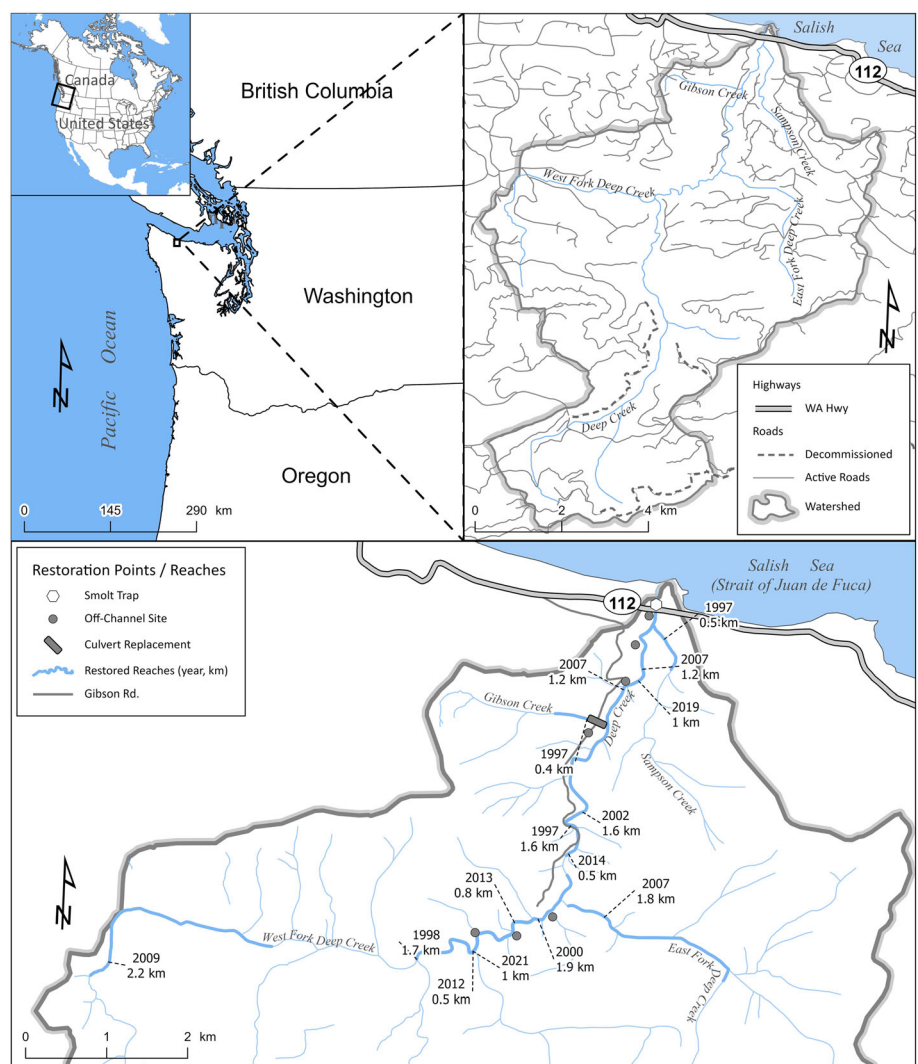 Canada
United States
British Columbia
Washington
Oregon
Pacific Ocean
N
0 145 290 km
Salish
Sea
112
Gibson Creek
Sampson Creek
West Fork Deep Creek
East Fork Deep Creek
Deep Creek
N
0 2 4 km
Highways
WA Hwy
Roads
Decommissioned
Active Roads
Watershed
Restoration Points / Reaches
Smolt Trap
Off-Channel Site
Culvert Replacement
Restored Reaches (year, km)
Gibson Rd.
Salish Sea
(Strait of Juan de Fuca)
112
1997
0.5 km
2007
1.2 km
2007
1.2 km
2019
1 km
Gibson Creek
Deep Creek
1997
0.4 km
Sampson Creek
2002
1.6 km
1997
1.6 km
2014
0.5 km
2013
0.8 km
2007
1.8 km
1998
1.7 km
West Fork Deep Creek
2009
2.2 km
2012
0.5 km
2021
1 km
2000
1.9 km
East Fork Deep
Creek
N
0 1 2 km